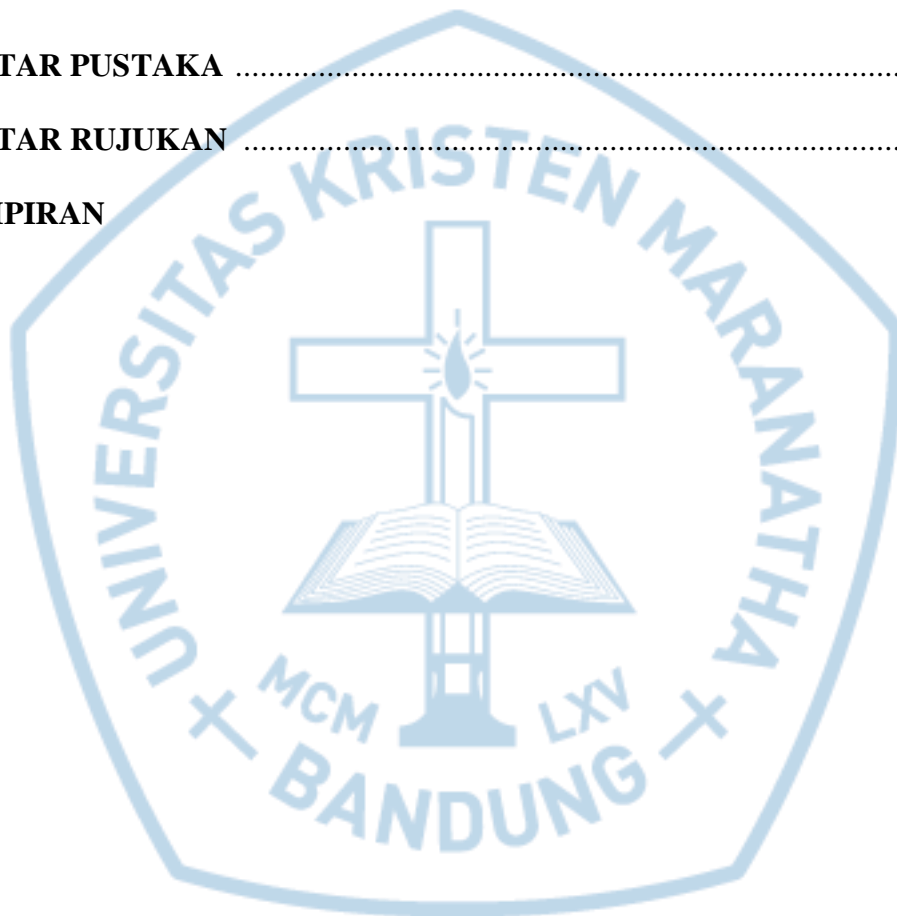 TAR PUSTAKA ........................................................................................
TAR RUJUKAN .......................................................................................
IPIRAN
UNIVERSITAS KRISTEN MARANATHA
MCM LXV
BANDUNG